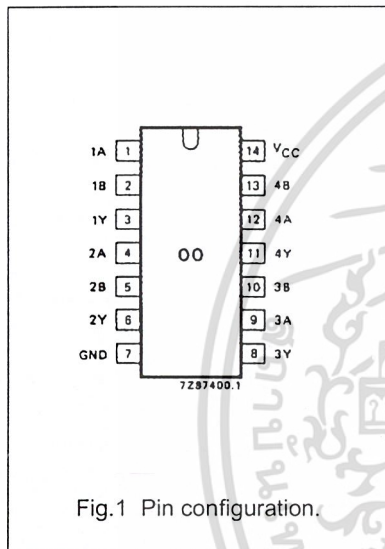 1A 1 14 VCC
1B 2 13 4B
1Y 3 12 4A
2A 4 00 11 4Y
2B 5 10 3B
2Y 6 9 3A
GND 7 8 3Y
7Z97400.1
Fig.1 Pin configuration.